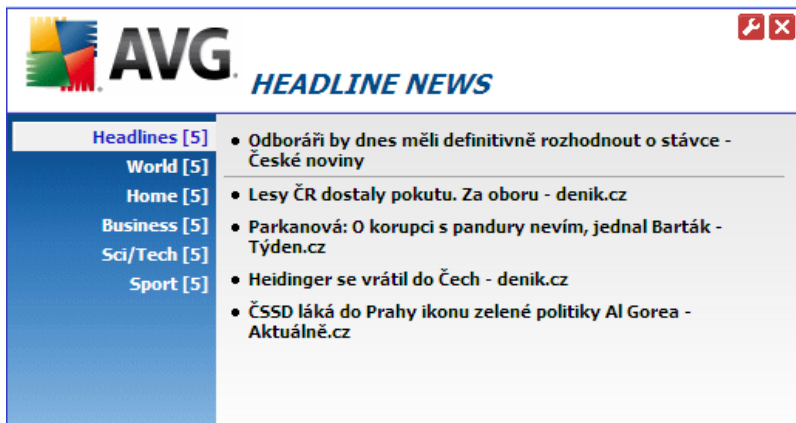 AVG
HEADLINE NEWS
Headlines [5]
World [5]
Home [5]
Business [5]
Sci/Tech [5]
Sport [5]
• Odboráři by dnes měli definitivně rozhodnout o stávce -
České noviny
• Lesy ČR dostaly pokutu. Za oboru - denik.cz
• Parkanová: O korupci s pandury nevím, jednal Barták -
Týden.cz
• Heidinger se vrátil do Čech - denik.cz
• ČSSD láká do Prahy ikonu zelené politiky Al Gorea -
Aktuálně.cz